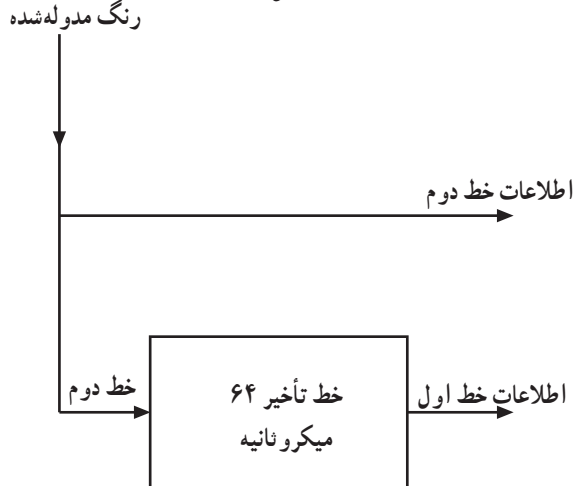 رنگ مدوله‌شده
اطلاعات خط دوم
خط دوم
خط تأخیر ۶۴
میکروثانیه
اطلاعات خط اول